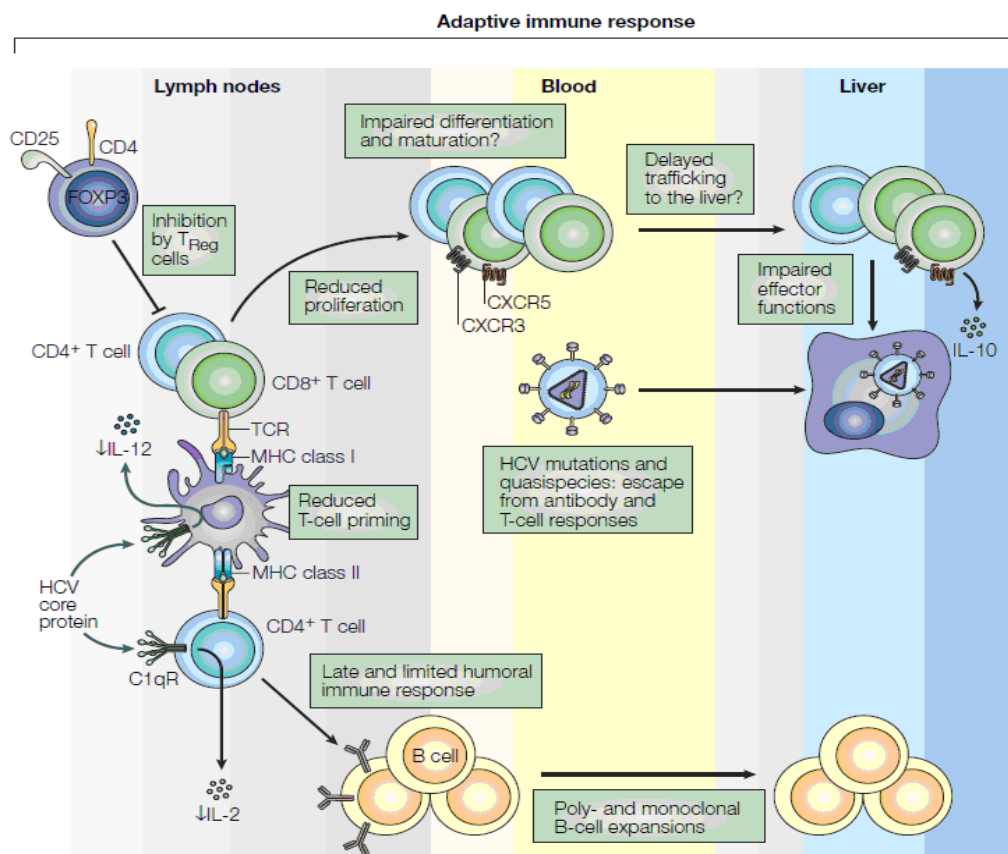 Adaptive immune response
Lymph nodes
Blood
Liver
CD25
CD4
FOXP3
Inhibition
by TReg
cells
Impaired differentiation
and maturation?
Delayed
trafficking
to the liver?
Reduced
proliferation
CXCR5
CXCR3
Impaired
effector
functions
IL-10
CD4+ T cell
CD8+ T cell
TCR
MHC class I
↓IL-12
Reduced
T-cell priming
HCV mutations and
quasispecies: escape
from antibody and
T-cell responses
MHC class II
HCV
core
protein
CD4+ T cell
C1qR
Late and limited humoral
immune response
B cell
↓IL-2
Poly- and monoclonal
B-cell expansions